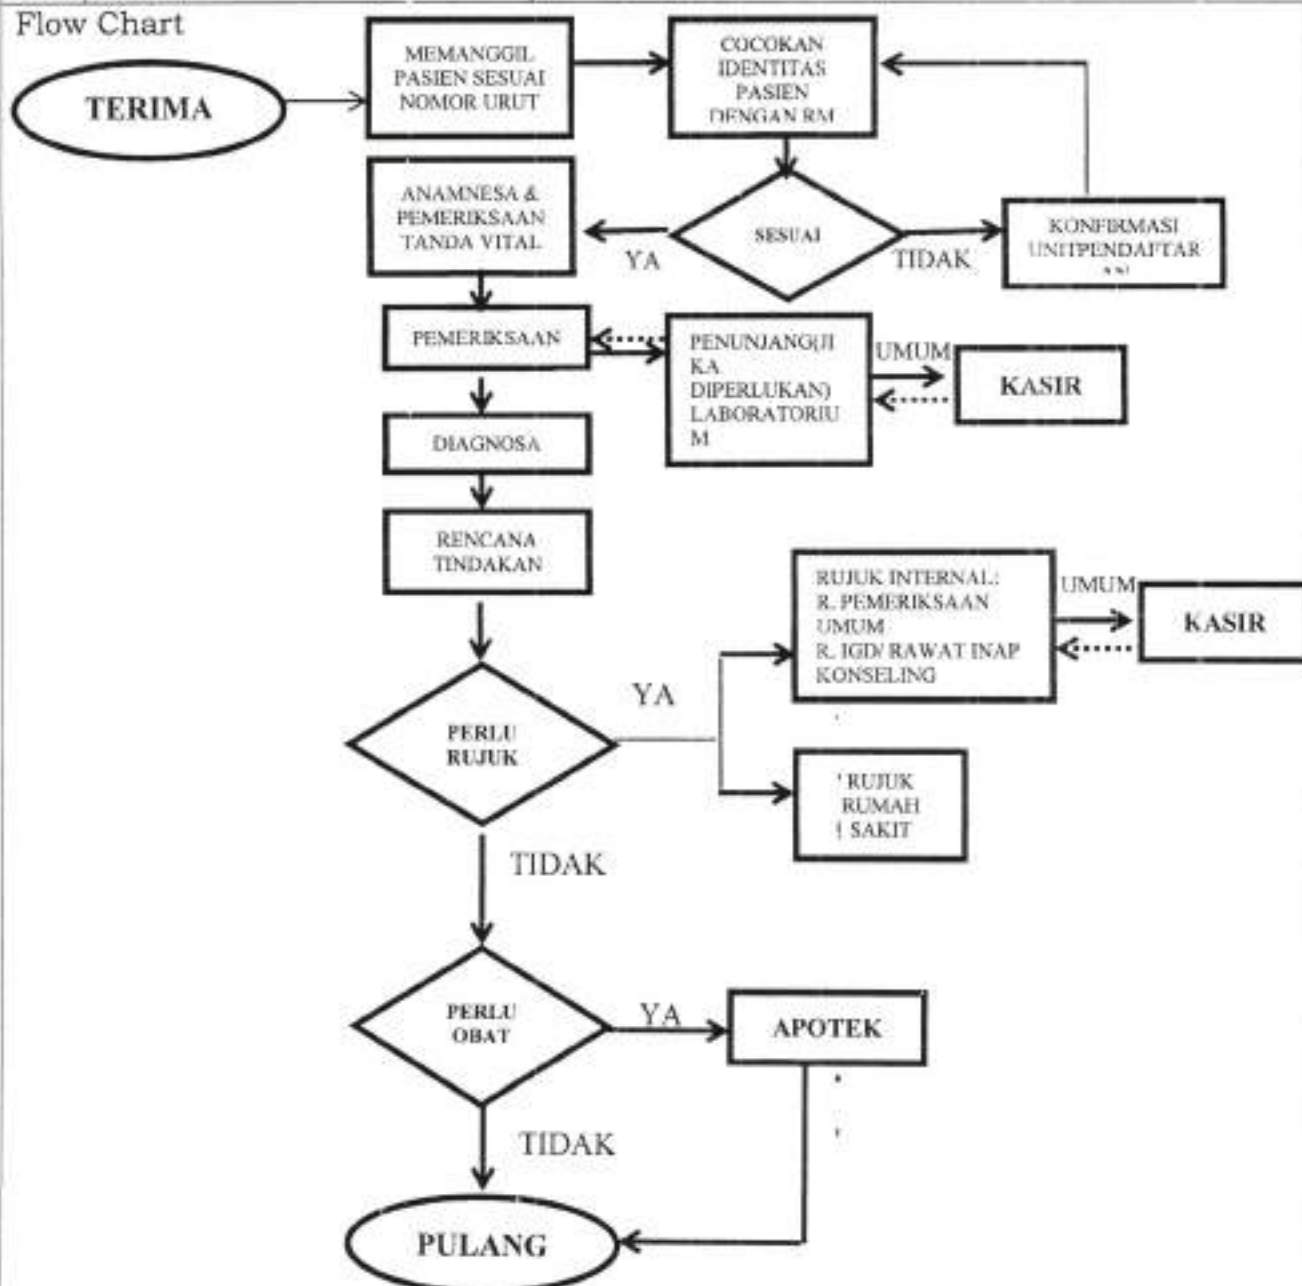 Flow Chart
TERIMA
MEMANGGIL
PASIEN SESUAI
NOMOR URUT
COCOKAN
IDENTITAS
PASIEN
DENGAN RM
ANAMNESA &
PEMERIKSAAN
TANDA VITAL
YA
SESUAI
TIDAK
KONFIRMASI
UNITPENDAFTAR
PEMERIKSAAN
PENUNJANG(JI
KA
DIPERLUKAN)
LABORATORIU
M
UMUM
KASIR
DIAGNOSA
RENCANA
TINDAKAN
PERLU
RUJUK
YA
RUJUK INTERNAL:
R. PEMERIKSAAN
UMUM
R. IGD/ RAWAT INAP
KONSELING
UMUM
KASIR
RUJUK
RUMAH
SAKIT
TIDAK
PERLU
OBAT
YA
APOTEK
TIDAK
PULANG